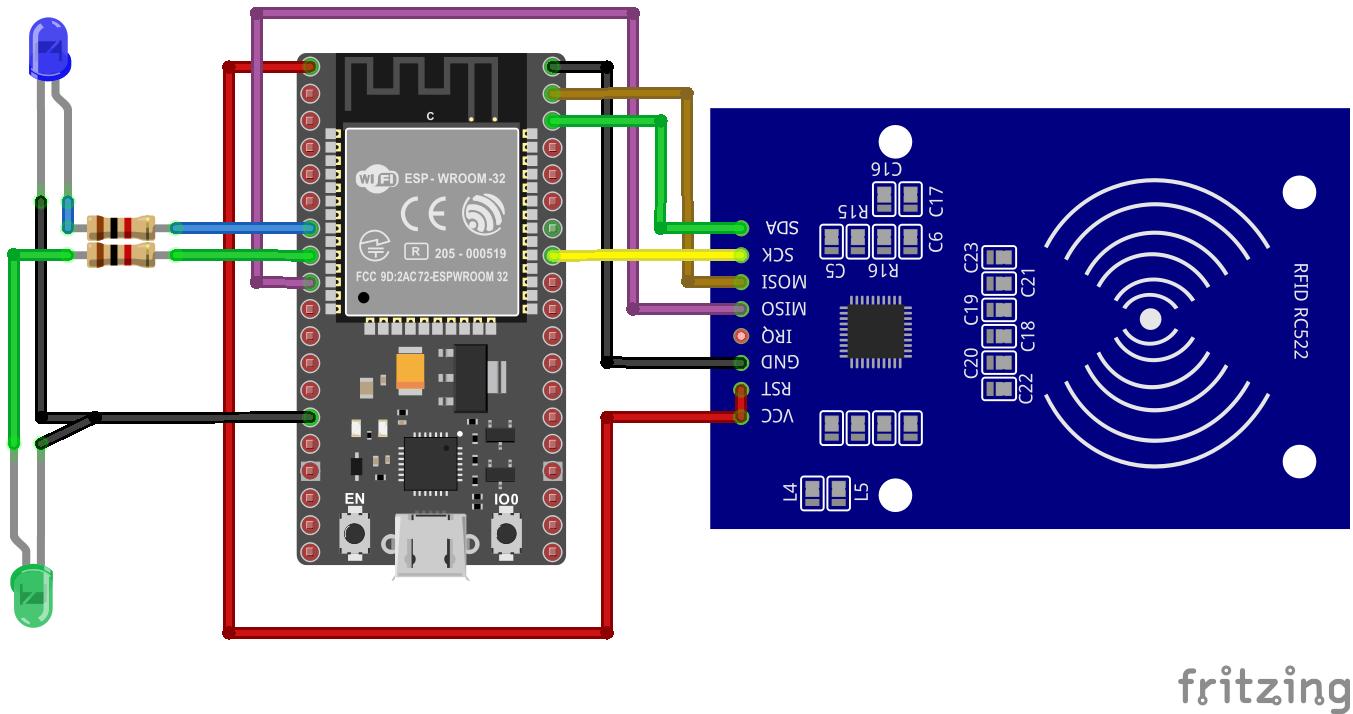 C
WiFi
ESP - WROOM-32
CE
R
205 - 000519
FCC 9D:2AC72-ESPWROOM 32
EN
IO0
SDA
SCK
MOSI
MISO
IRQ
GND
RST
VCC
C16
C17
R15
C6
C5
R16
C23
C21
C19
C18
C20
C22
L4
L5
RFID RC522
fritzing